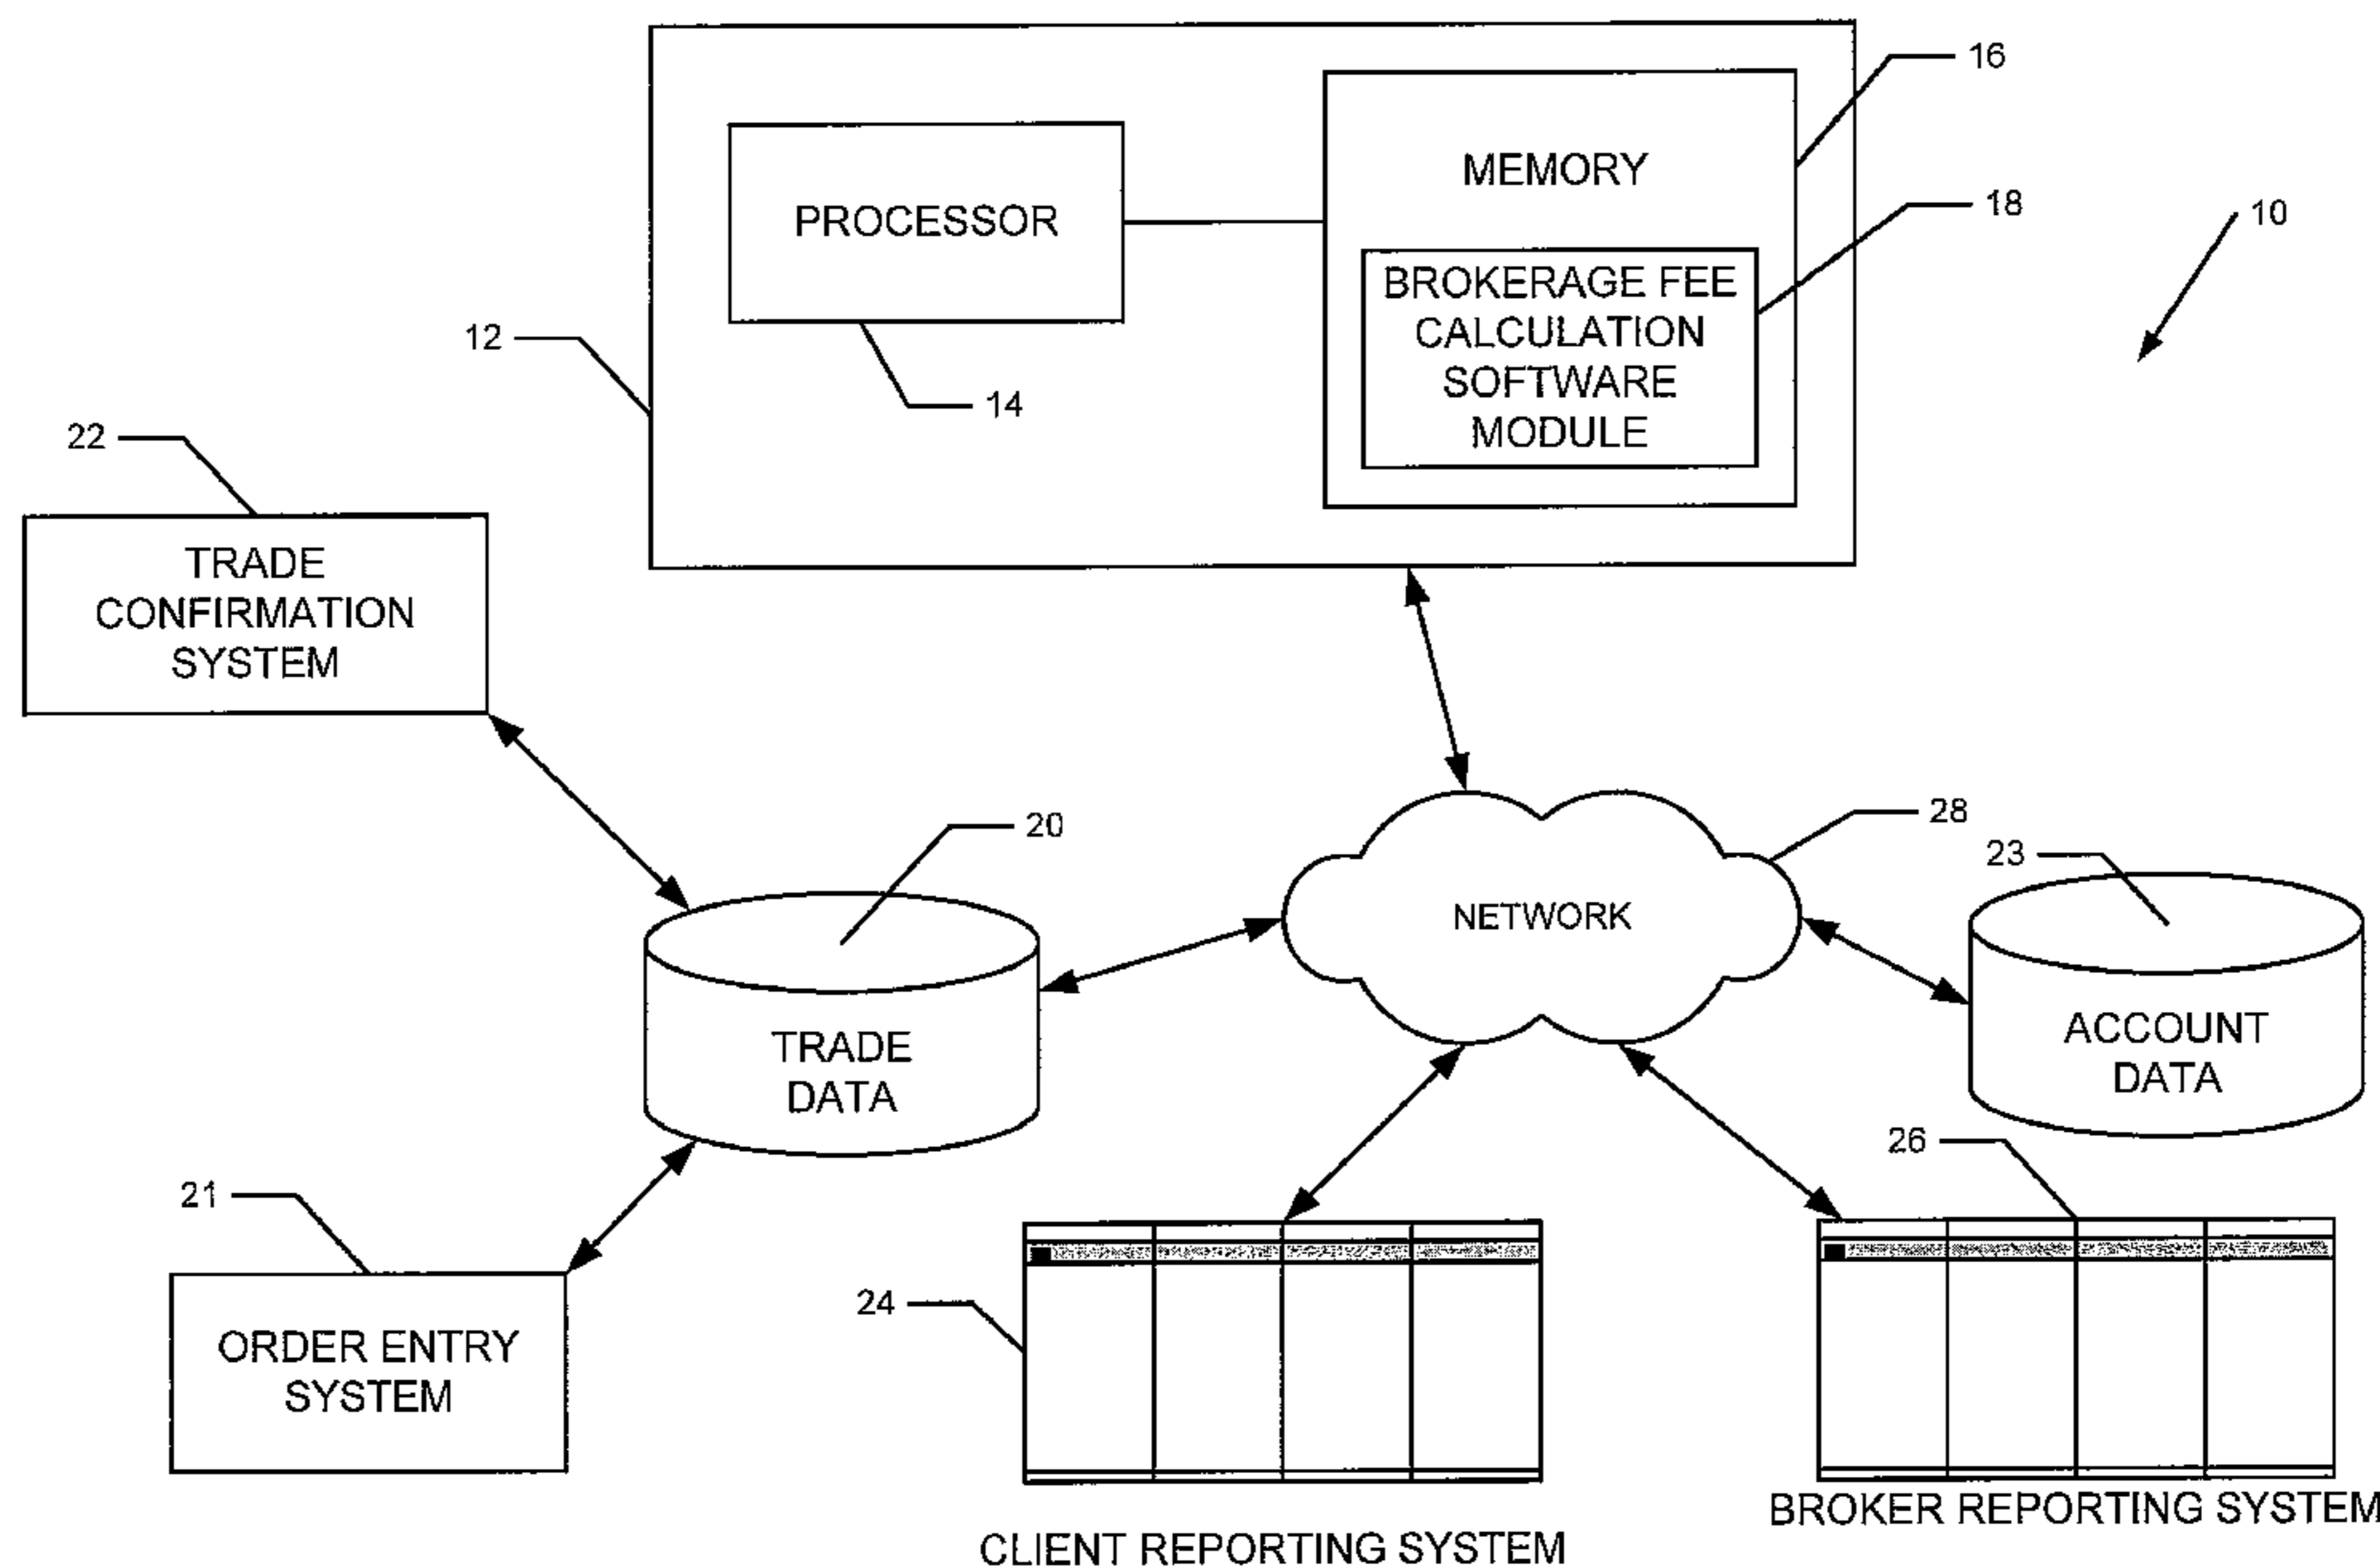 16
MEMORY
PROCESSOR
18
10
BROKERAGE FEE
CALCULATION
SOFTWARE
MODULE
12
14
22
TRADE
CONFIRMATION
SYSTEM
20
28
23
NETWORK
TRADE
DATA
ACCOUNT
DATA
26
21
24
ORDER ENTRY
SYSTEM
BROKER REPORTING SYSTEM
CLIENT REPORTING SYSTEM